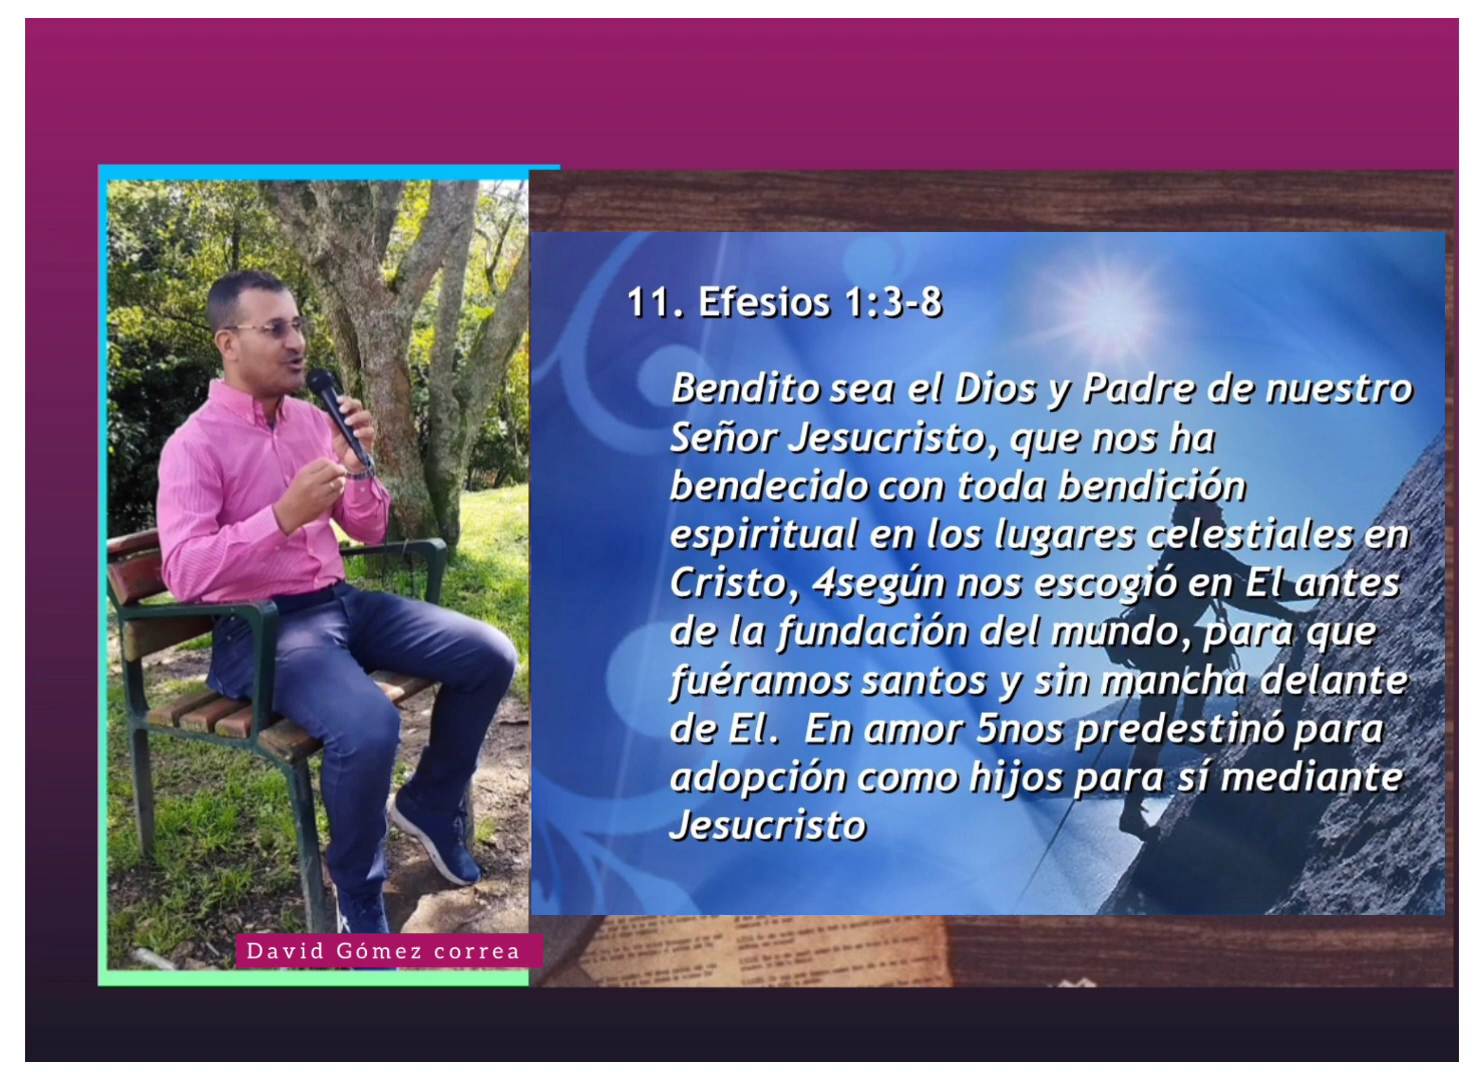 11. Efesios 1:3-8
Bendito sea el Dios y Padre de nuestro
Señor Jesucristo, que nos ha
bendecido con toda bendición
espiritual en los lugares celestiales en
Cristo, 4según nos escogió en El antes
de la fundación del mundo, para que
fuéramos santos y sin mancha delante
de El.  En amor 5nos predestinó para
adopción como hijos para sí mediante
Jesucristo
David Gómez correa